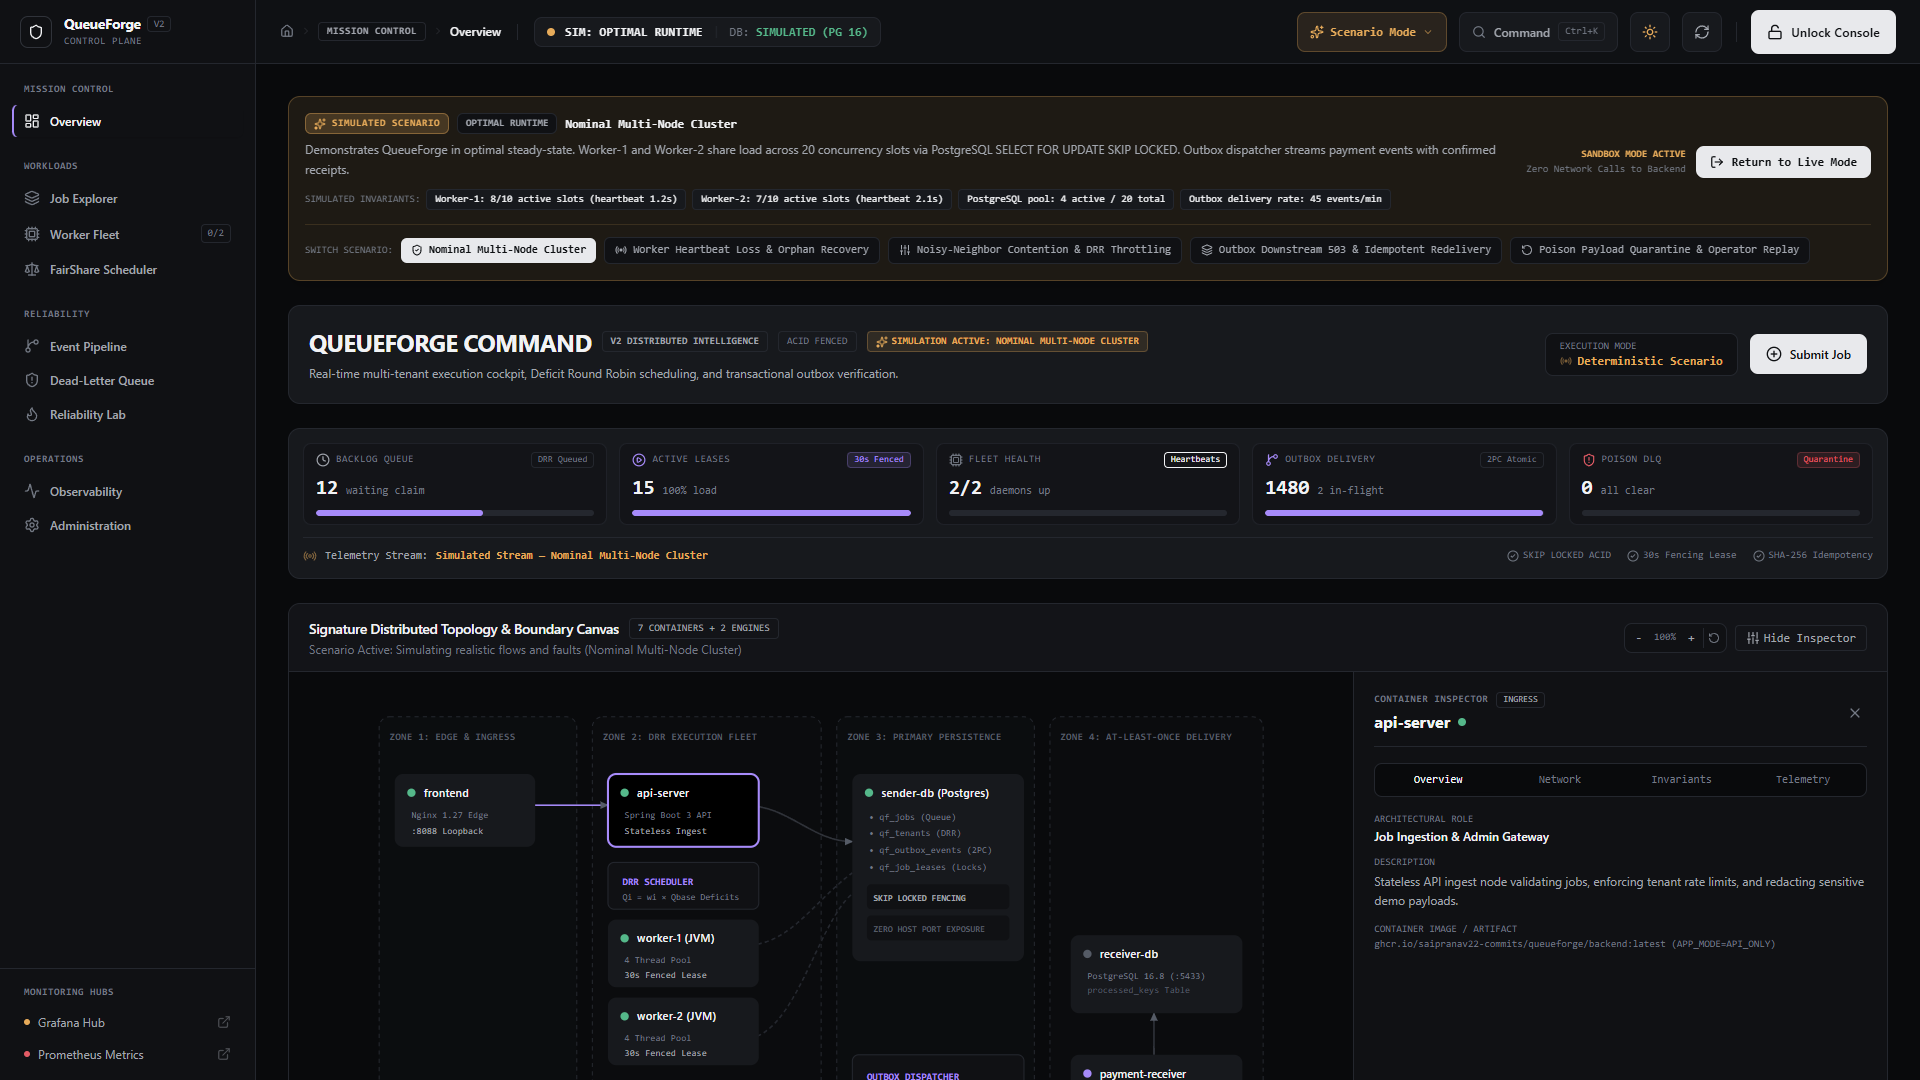 QueueForge V2
CONTROL PLANE
MISSION CONTROL
Overview
WORKLOADS
Job Explorer
Worker Fleet 0/2
FairShare Scheduler
RELIABILITY
Event Pipeline
Dead-Letter Queue
Reliability Lab
OPERATIONS
Observability
Administration
MONITORING HUBS
Grafana Hub
Prometheus Metrics
MISSION CONTROL Overview
SIM: OPTIMAL RUNTIME DB: SIMULATED (PG 16)
Scenario Mode
Command Ctrl+K
Unlock Console
SIMULATED SCENARIO OPTIMAL RUNTIME Nominal Multi-Node Cluster
Demonstrates QueueForge in optimal steady-state. Worker-1 and Worker-2 share load across 20 concurrency slots via PostgreSQL SELECT FOR UPDATE SKIP LOCKED. Outbox dispatcher streams payment events with confirmed
receipts.
SIMULATED INVARIANTS: Worker-1: 8/10 active slots (heartbeat 1.2s) Worker-2: 7/10 active slots (heartbeat 2.1s) PostgreSQL pool: 4 active / 20 total Outbox delivery rate: 45 events/min
SANDBOX MODE ACTIVE
Zero Network Calls to Backend
Return to Live Mode
SWITCH SCENARIO: Nominal Multi-Node Cluster Worker Heartbeat Loss & Orphan Recovery Noisy-Neighbor Contention & DRR Throttling Outbox Downstream 503 & Idempotent Redelivery Poison Payload Quarantine & Operator Replay
QUEUEFORGE COMMAND V2 DISTRIBUTED INTELLIGENCE ACID FENCED SIMULATION ACTIVE: NOMINAL MULTI-NODE CLUSTER
Real-time multi-tenant execution cockpit, Deficit Round Robin scheduling, and transactional outbox verification.
EXECUTION MODE
Deterministic Scenario
Submit Job
BACKLOG QUEUE DRR Queued
12 waiting claim
ACTIVE LEASES 30s Fenced
15 100% load
FLEET HEALTH Heartbeats
2/2 daemons up
OUTBOX DELIVERY 2PC Atomic
1480 2 in-flight
POISON DLQ Quarantine
0 all clear
Telemetry Stream: Simulated Stream — Nominal Multi-Node Cluster
SKIP LOCKED ACID 30s Fencing Lease SHA-256 Idempotency
Signature Distributed Topology & Boundary Canvas 7 CONTAINERS + 2 ENGINES
Scenario Active: Simulating realistic flows and faults (Nominal Multi-Node Cluster)
- 100% +
Hide Inspector
ZONE 1: EDGE & INGRESS
frontend
Nginx 1.27 Edge
:8088 Loopback
ZONE 2: DRR EXECUTION FLEET
api-server
Spring Boot 3 API
Stateless Ingest
DRR SCHEDULER
Qi = wi × Qbase Deficits
worker-1 (JVM)
4 Thread Pool
30s Fenced Lease
worker-2 (JVM)
4 Thread Pool
30s Fenced Lease
ZONE 3: PRIMARY PERSISTENCE
sender-db (Postgres)
• qf_jobs (Queue)
• qf_tenants (DRR)
• qf_outbox_events (2PC)
• qf_job_leases (Locks)
SKIP LOCKED FENCING
ZERO HOST PORT EXPOSURE
OUTBOX DISPATCHER
ZONE 4: AT-LEAST-ONCE DELIVERY
receiver-db
PostgreSQL 16.8 (:5433)
processed_keys Table
payment-receiver
CONTAINER INSPECTOR INGRESS
api-server
Overview Network Invariants Telemetry
ARCHITECTURAL ROLE
Job Ingestion & Admin Gateway
DESCRIPTION
Stateless API ingest node validating jobs, enforcing tenant rate limits, and redacting sensitive
demo payloads.
CONTAINER IMAGE / ARTIFACT
ghcr.io/saipranav22-commits/queueforge/backend:latest (APP_MODE=API_ONLY)